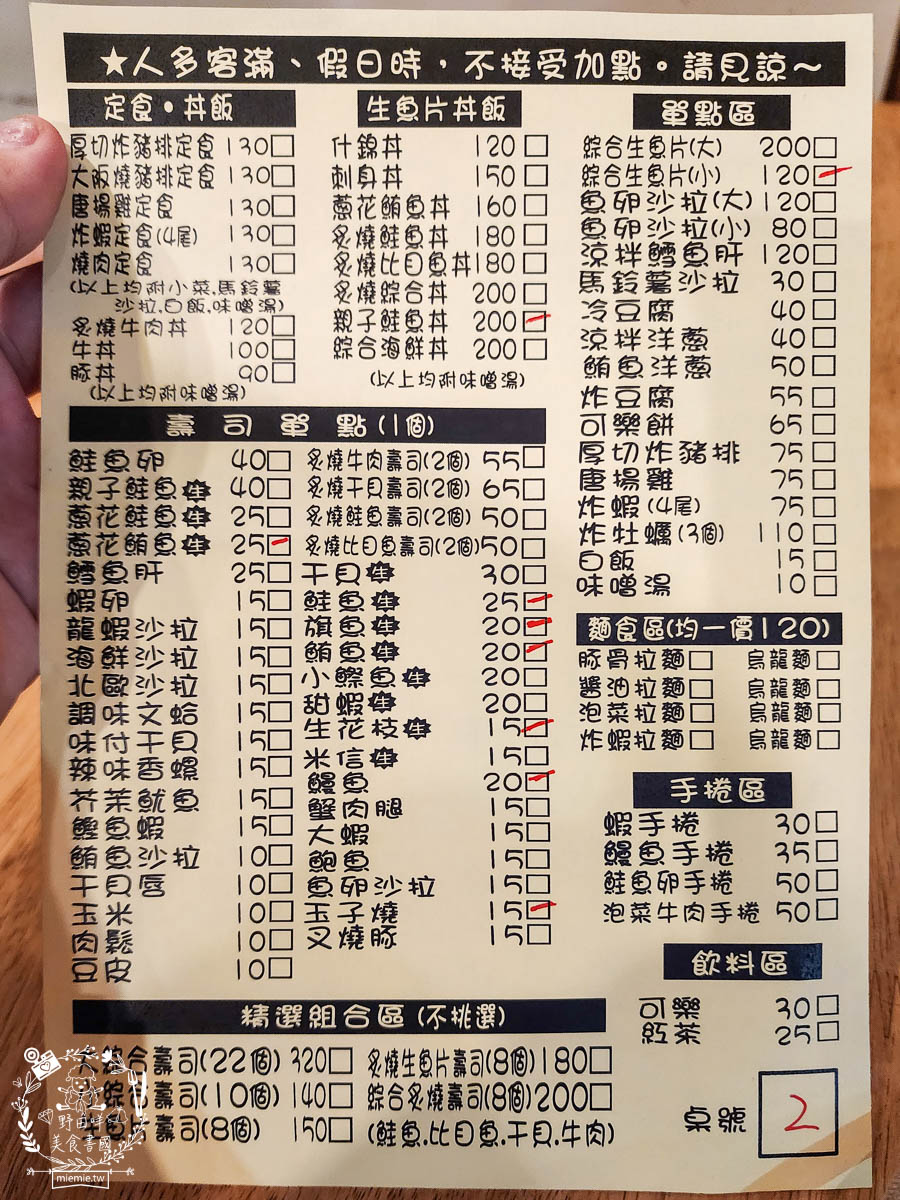 ★人多客滿、假日時，不接受加點。請見諒～
定食・丼飯
厚切炸豬排定食 130□
大阪燒豬排定食 130□
唐揚雞定食 130□
炸蝦定食(4尾) 130□
燒肉定食 130□
(以上均附小菜.馬鈴薯
沙拉.白飯.味噌湯)
炙燒牛肉丼 120□
牛丼 100□
豚丼 90□
(以上均附味噌湯)
生魚片丼飯
什錦丼 120□
刺身丼 150□
蔥花鮪魚丼 160□
炙燒鮭魚丼 180□
炙燒比目魚丼180□
炙燒綜合丼 200□
親子鮭魚丼 200□
綜合海鮮丼 200□
(以上均附味噌湯)
單點區
綜合生魚片(大) 200□
綜合生魚片(小) 120□
魚卵沙拉(大)120□
魚卵沙拉(小) 80□
涼拌鱈魚肝 120□
馬鈴薯沙拉 30□
冷豆腐 40□
涼拌洋蔥 40□
鮪魚洋蔥 50□
炸豆腐 55□
可樂餅 65□
厚切炸豬排 75□
唐揚雞 75□
炸蝦(4尾) 75□
炸牡蠣(3個) 110□
白飯 15□
味噌湯 10□
壽司單點(1個)
鮭魚卵 40□
親子鮭魚生 40□
蔥花鮭魚生 25□
蔥花鮪魚生 25□
鱈魚肝 25□
蝦卵 15□
龍蝦沙拉 15□
海鮮沙拉 15□
北歐沙拉 15□
調味文蛤 15□
味付干貝 15□
辣味香螺 15□
芥茉魷魚 15□
鯡魚蝦 15□
鮪魚沙拉 10□
干貝唇 10□
玉米 10□
肉鬆 10□
豆皮 10□
炙燒牛肉壽司(2個) 55□
炙燒干貝壽司(2個) 65□
炙燒鮭魚壽司(2個) 50□
炙燒比目魚壽司(2個)50□
干貝生 30□
鮭魚生 25□
旗魚生 20□
鮪魚生 20□
小鰶魚生 20□
甜蝦生 20□
生花枝生 15□
米信生 15□
鰻魚 20□
蟹肉腿 15□
大蝦 15□
鮑魚 15□
魚卵沙拉 15□
玉子燒 15□
叉燒豚 15□
麵食區(均一價120)
豚骨拉麵□ 烏龍麵□
醬油拉麵□ 烏龍麵□
泡菜拉麵□ 烏龍麵□
炸蝦拉麵□ 烏龍麵□
手捲區
蝦手捲 30□
鰻魚手捲 35□
鮭魚卵手捲 50□
泡菜牛肉手捲 50□
飲料區
可樂 30□
紅茶 25□
桌號 2
精選組合區(不挑選)
綜合壽司(22個) 320□
綜合壽司(10個) 140□
壽司(8個) 150□
炙燒生魚片壽司(8個)180□
綜合炙燒壽司(8個)200□
(鮭魚.比目魚.干貝.牛肉)
野田咩の
美食書國
miemie.tw